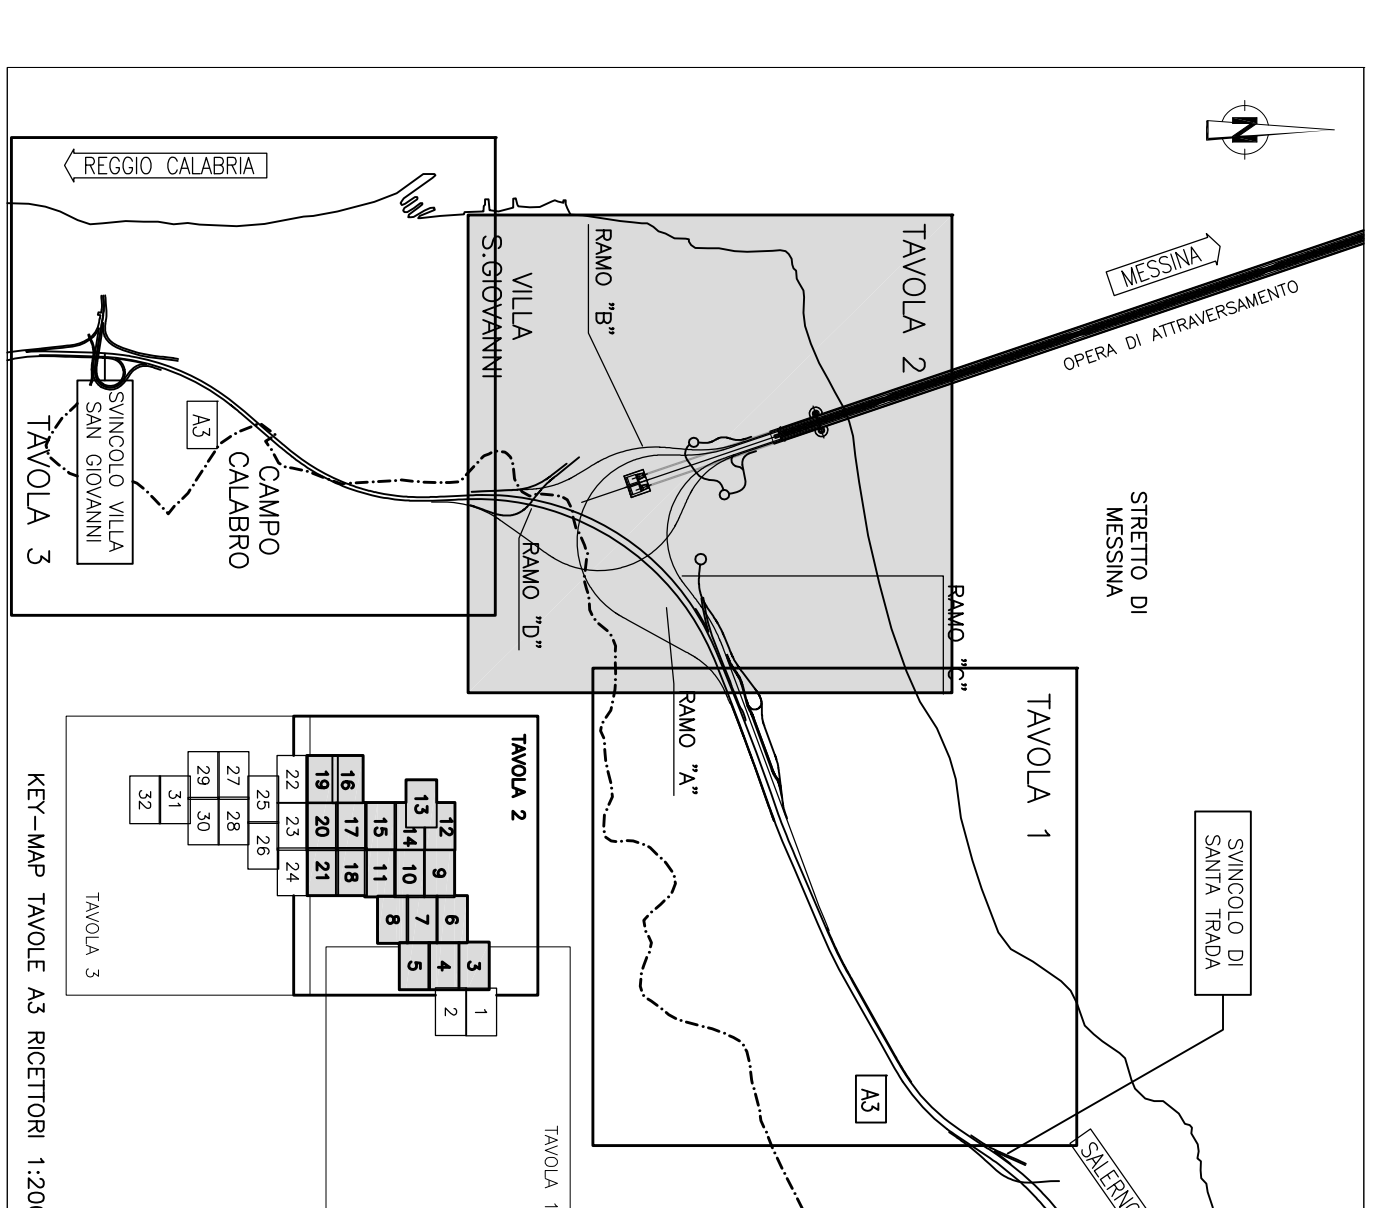 N
REGGIO CALABRIA
MESSINA
OPERA DI ATTRAVERSAMENTO
TAVOLA 2
RAMO "B"
VILLA
S.GIOVANNI
STRETTO DI
MESSINA
A3
SVINCOLO VILLA
SAN GIOVANNI
TAVOLA 3
CAMPO
CALABRO
RAMO "D"
RAMO "C"
RAMO "A"
TAVOLA 1
SVINCOLO DI
SANTA TRADA
A3
SALERNO
TAVOLA 2
1
2
3
4
5
6
7
8
9
10
11
12
13
14
15
16
17
18
19
20
21
22
23
24
25
26
27
28
29
30
31
32
TAVOLA 3
TAVOLA 1
KEY-MAP TAVOLE A3 RICETTORI